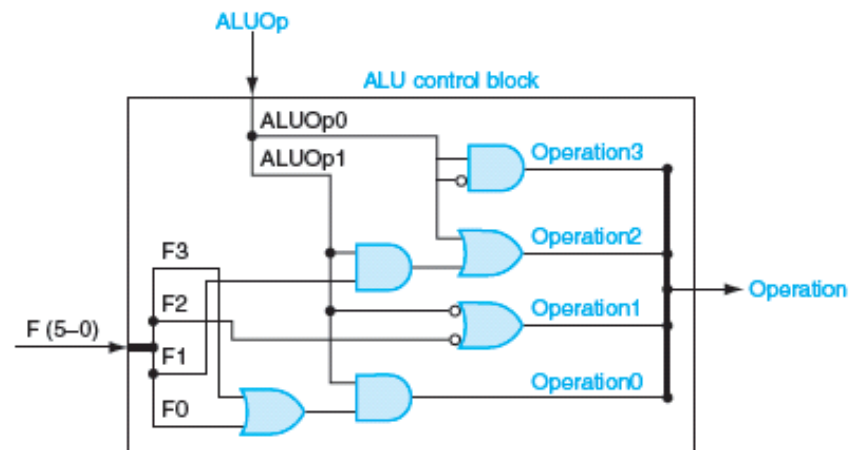 ALUOp
ALU control block
ALUOp0
ALUOp1
Operation3
Operation2
F3
F2
F (5–0)
F1
F0
Operation1
Operation0
Operation